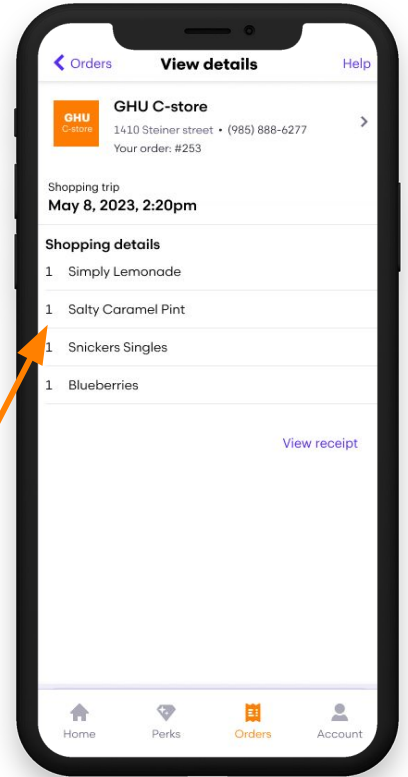 Orders View details Help
GHU
C-store
GHU C-store
1410 Steiner street • (985) 888-6277
Your order: #253
Shopping trip
May 8, 2023, 2:20pm
Shopping details
1 Simply Lemonade
1 Salty Caramel Pint
1 Snickers Singles
1 Blueberries
View receipt
Home Perks Orders Account